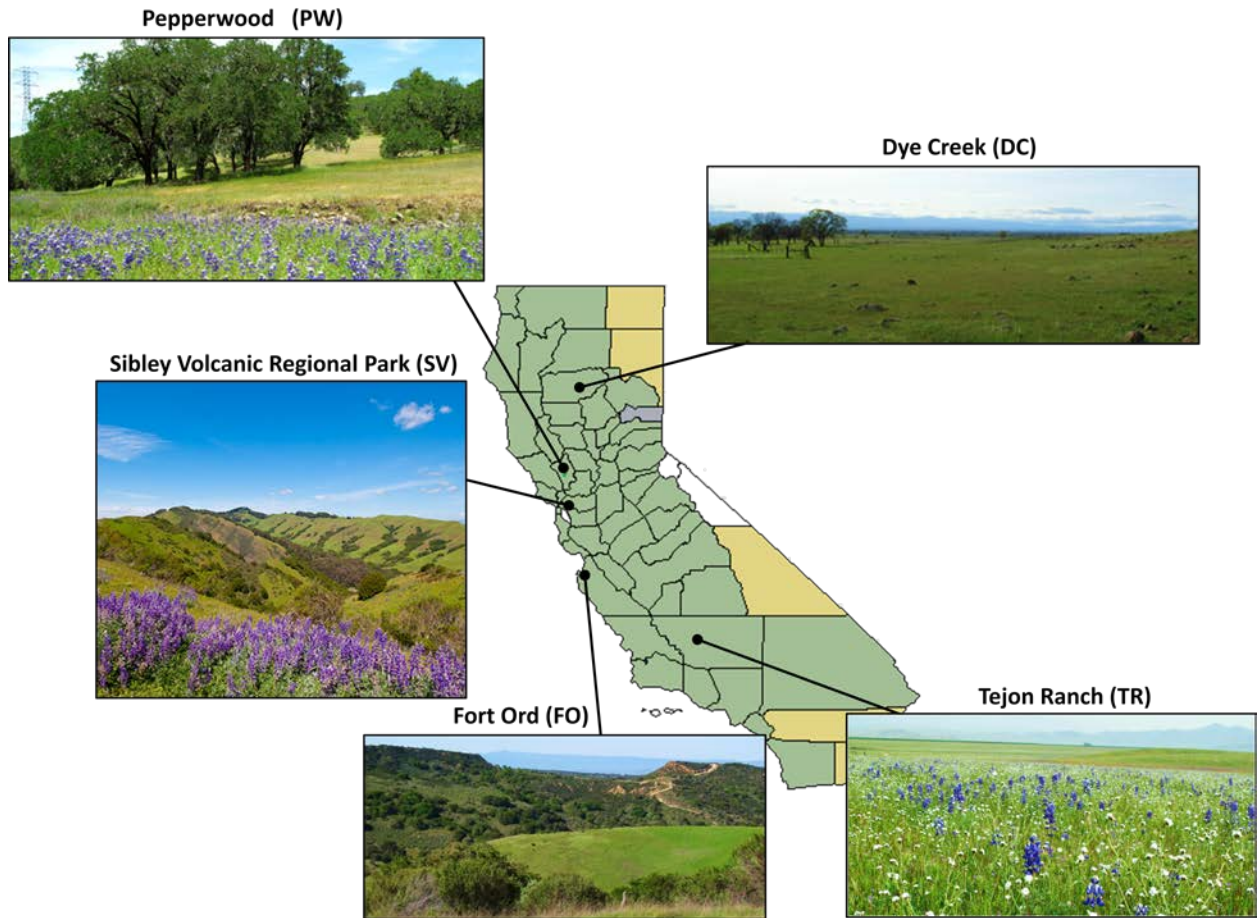 Pepperwood (PW)
Dye Creek (DC)
Sibley Volcanic Regional Park (SV)
Fort Ord (FO)
Tejon Ranch (TR)